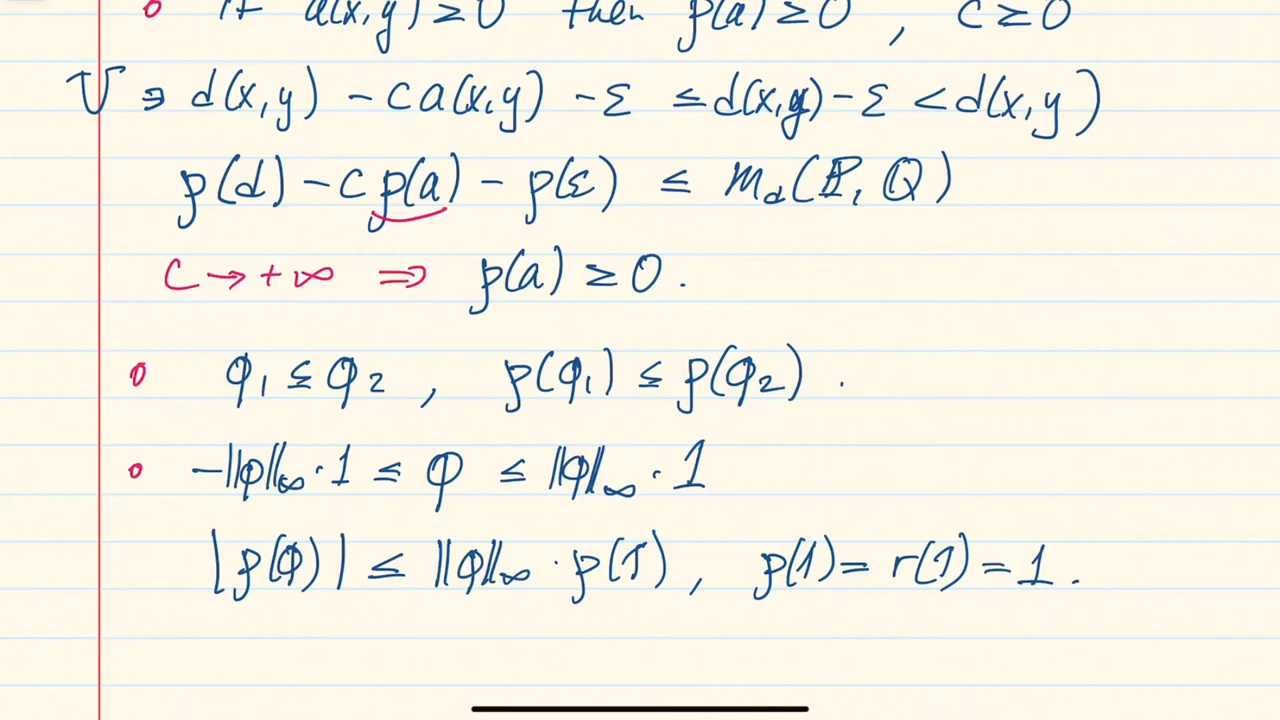 • If a(x,y) ≥ 0 then ρ(a) ≥ 0 , c ≥ 0
U ∋ d(x,y) - c a(x,y) - ε ≤ d(x,y) - ε < d(x,y)
ρ(d) - c ρ(a) - ρ(ε) ≤ m_d(ℙ, ℚ)
c → +∞ ⇒ ρ(a) ≥ 0.
• φ₁ ≤ φ₂ , ρ(φ₁) ≤ ρ(φ₂) .
• -||φ||_∞ · 1 ≤ φ ≤ ||φ||_∞ · 1
|ρ(φ)| ≤ ||φ||_∞ · ρ(1) , ρ(1) = r(1) = 1 .